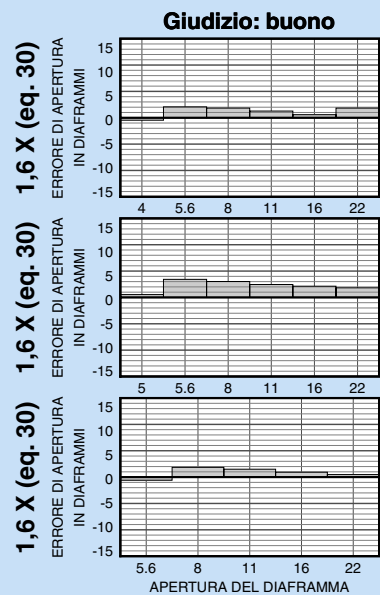 Giudizio: buono
1,6 X (eq. 30)
ERRORE DI APERTURA
IN DIAFRAMMI
15
10
5
0
-5
-10
-15
4 5.6 8 11 16 22
1,6 X (eq. 30)
ERRORE DI APERTURA
IN DIAFRAMMI
15
10
5
0
-5
-10
-15
5 5.6 8 11 16 22
1,6 X (eq. 30)
ERRORE DI APERTURA
IN DIAFRAMMI
15
10
5
0
-5
-10
-15
5.6 8 11 16 22
APERTURA DEL DIAFRAMMA